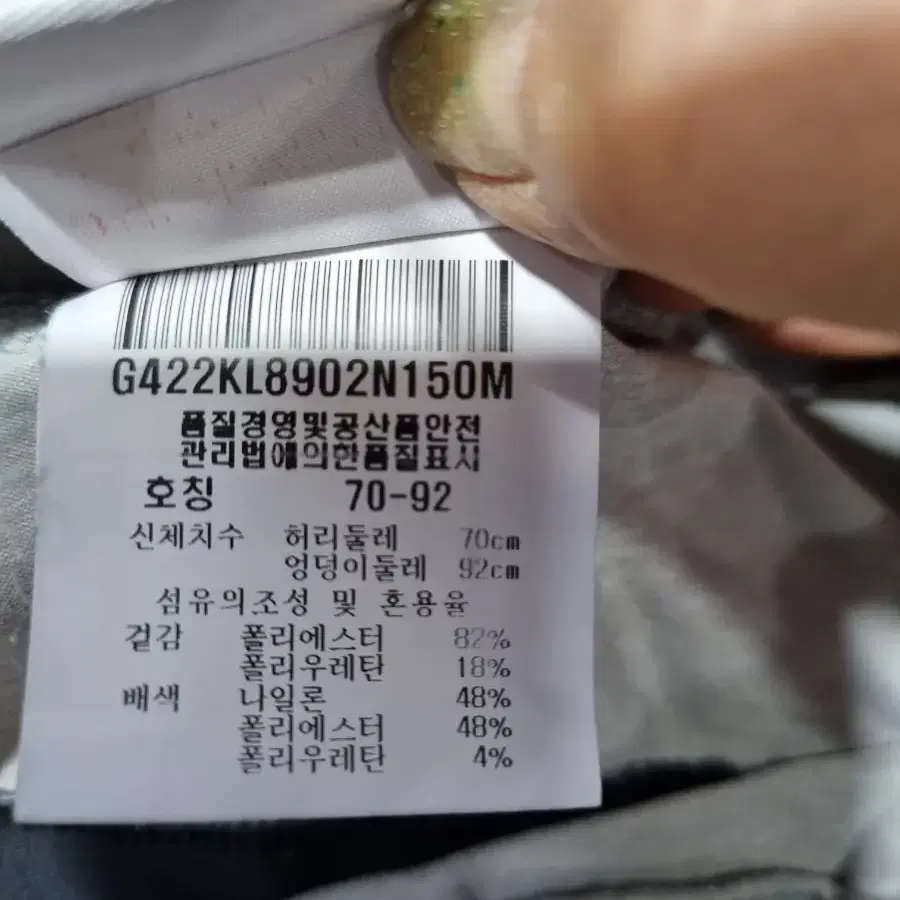 G422KL8902N150M
품질경영및공산품안전
관리법에의한품질표시
호칭 70-92
신체치수 허리둘레 70cm
엉덩이둘레 92cm
섬유의조성 및 혼용율
겉감 폴리에스터 82%
폴리우레탄 18%
배색 나일론 48%
폴리에스터 48%
폴리우레탄 4%